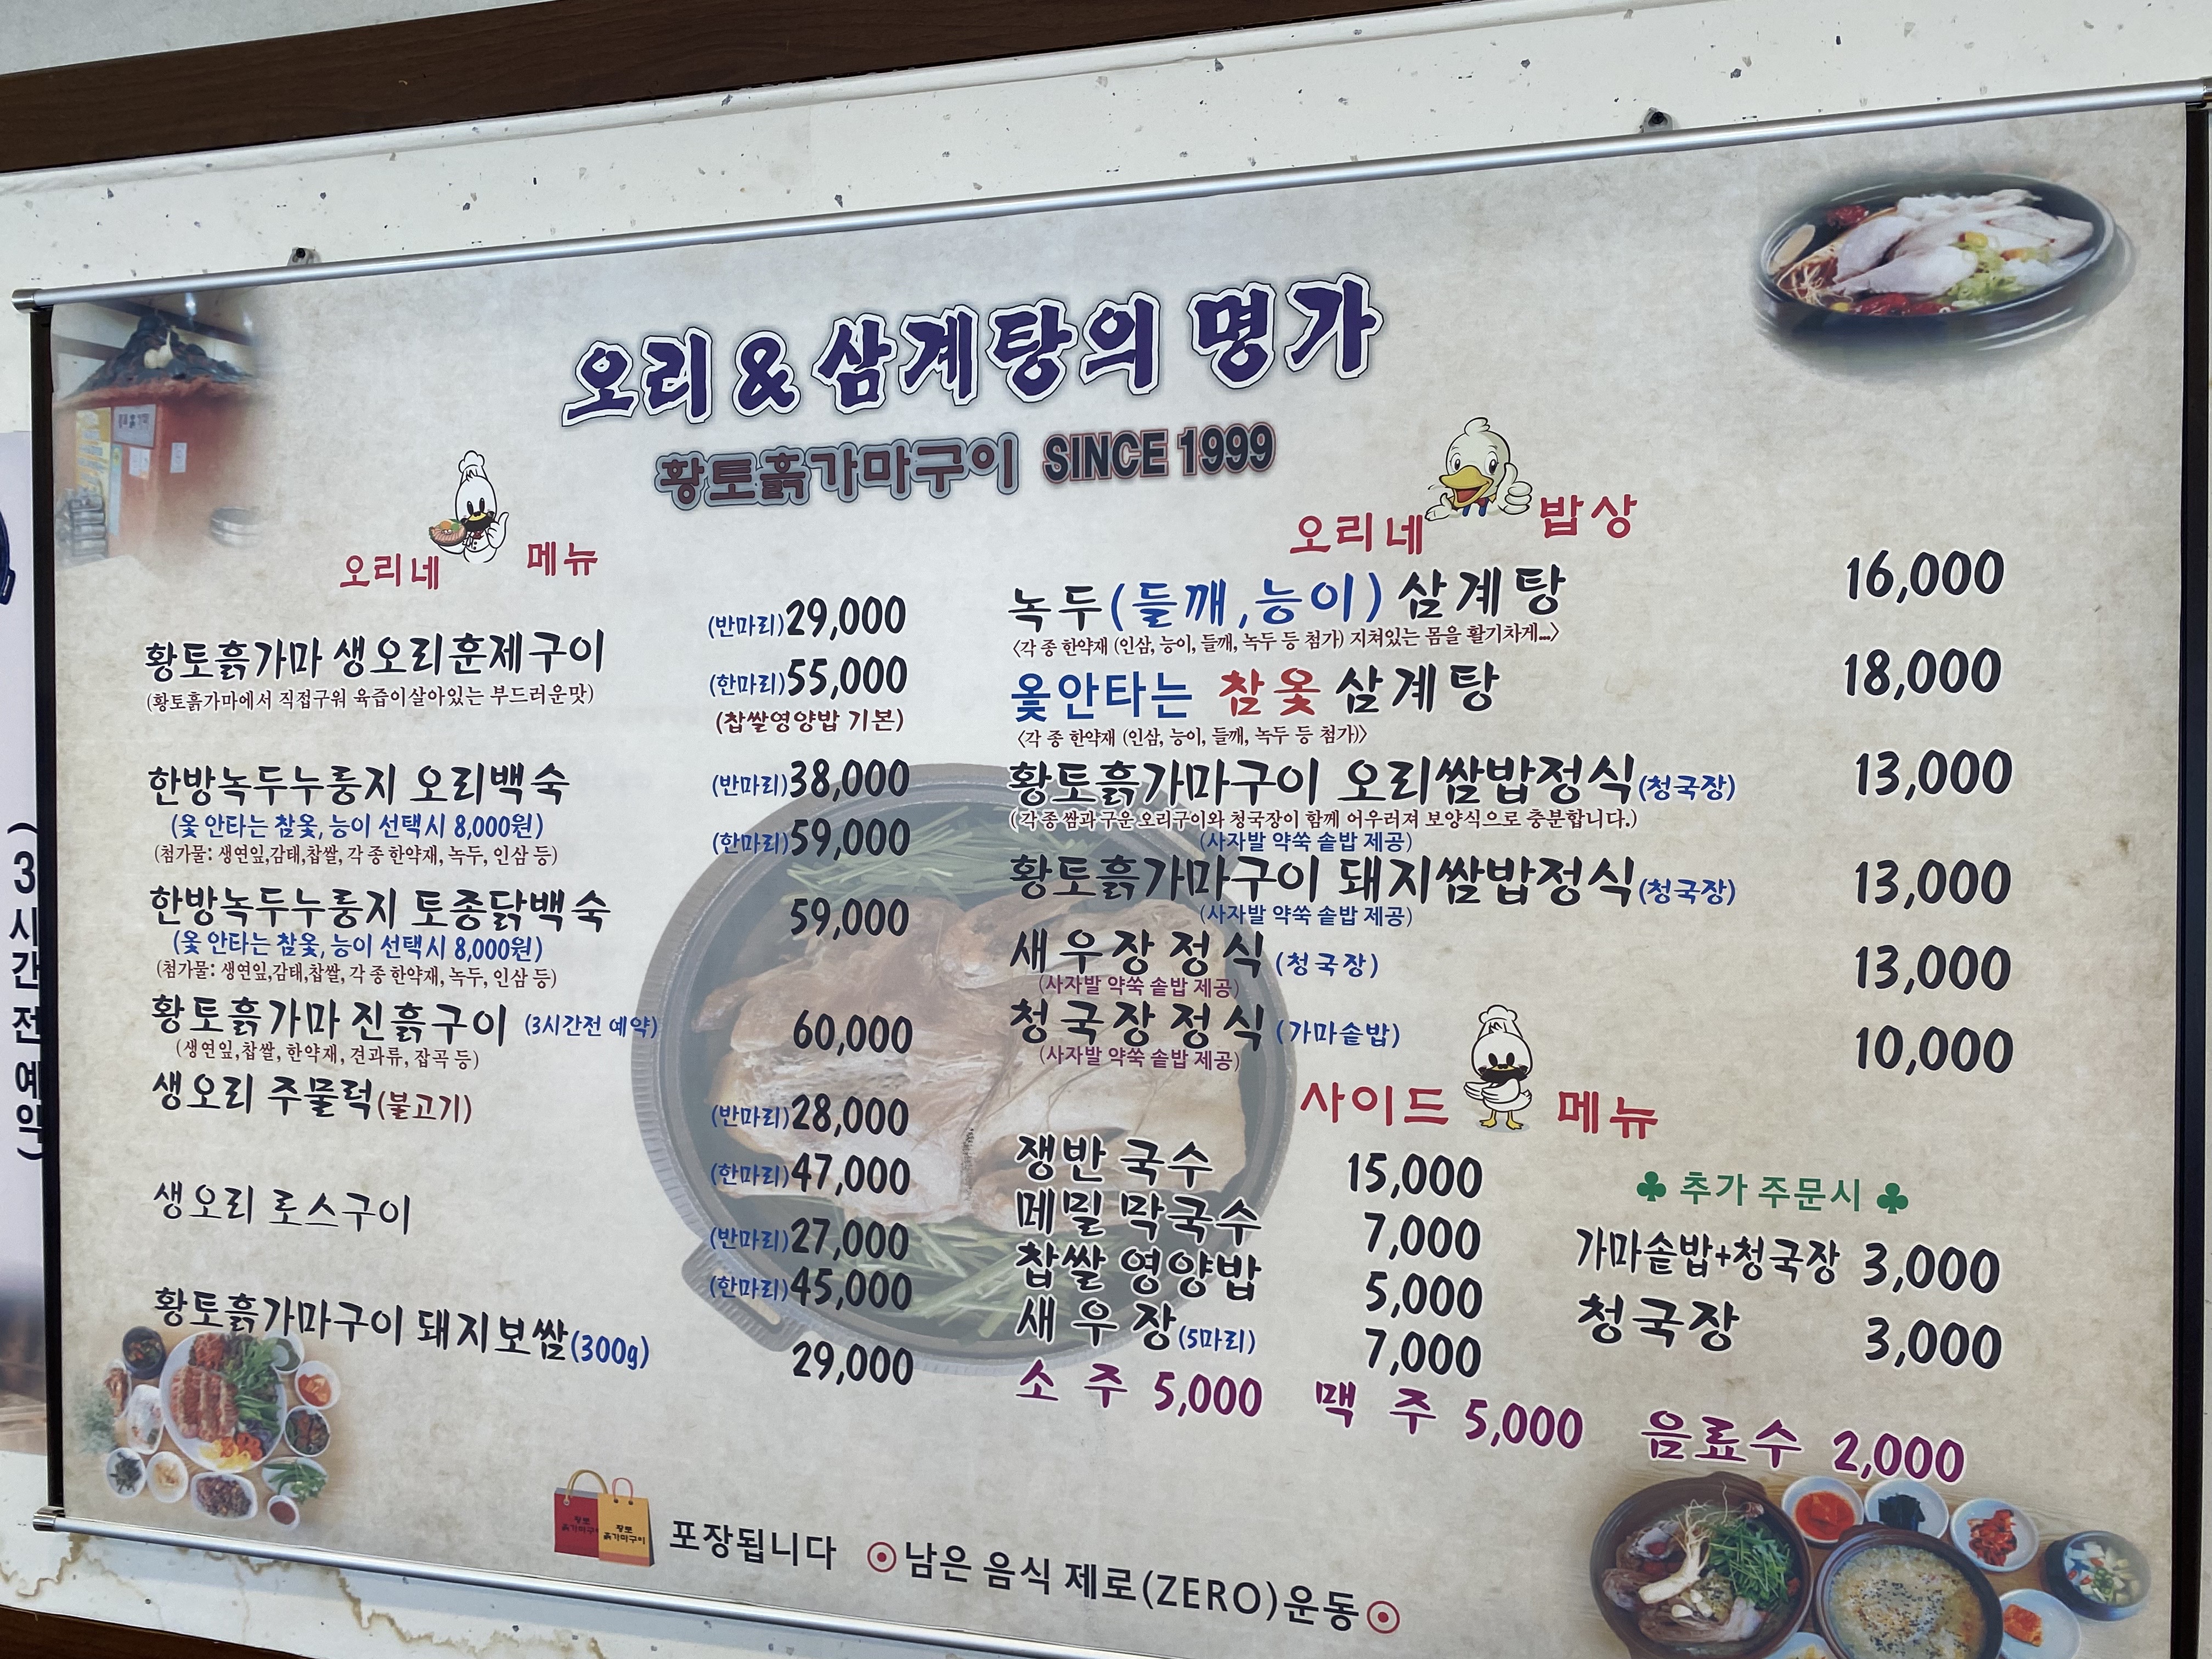 오리 & 삼계탕의 명가
황토흙가마구이 SINCE 1999
오리네 메뉴
황토흙가마 생오리훈제구이 (반마리)29,000
(황토흙가마에서 직접구워 육즙이살아있는 부드러운맛) (한마리)55,000
(찹쌀영양밥 기본)
한방녹두누룽지 오리백숙 (반마리)38,000
(옻 안타는 참옻, 능이 선택시 8,000원) (한마리)59,000
(첨가물: 생연잎,감태,찹쌀, 각 종 한약재, 녹두, 인삼 등)
한방녹두누룽지 토종닭백숙 59,000
(옻 안타는 참옻, 능이 선택시 8,000원)
(첨가물: 생연잎,감태,찹쌀, 각 종 한약재, 녹두, 인삼 등)
황토흙가마 진흙구이 (3시간전 예약) 60,000
(생연잎,찹쌀, 한약재, 견과류, 잡곡 등)
생오리 주물럭(불고기) (반마리)28,000
(한마리)47,000
생오리 로스구이 (반마리)27,000
(한마리)45,000
황토흙가마구이 돼지보쌈(300g) 29,000
오리네 밥상
녹두(들깨,능이) 삼계탕 16,000
<각 종 한약재 (인삼, 능이, 들깨, 녹두 등 첨가) 지쳐있는 몸을 활기차게...>
옻안타는 참옻 삼계탕 18,000
<각 종 한약재 (인삼, 능이, 들깨, 녹두 등 첨가)>
황토흙가마구이 오리쌈밥정식(청국장) 13,000
(각 종 쌈과 구운 오리구이와 청국장이 함께 어우러져 보양식으로 충분합니다.)
(사자발 약쑥 솥밥 제공)
황토흙가마구이 돼지쌈밥정식(청국장) 13,000
(사자발 약쑥 솥밥 제공)
새우장정식(청국장) 13,000
(사자발 약쑥 솥밥 제공)
청국장정식(가마솥밥) 10,000
(사자발 약쑥 솥밥 제공)
사이드 메뉴
쟁반 국수 15,000
메밀 막국수 7,000
찹쌀 영양밥 5,000
새 우 장(5마리) 7,000
♣ 추가 주문시 ♣
가마솥밥+청국장 3,000
청국장 3,000
소 주 5,000 맥 주 5,000 음료수 2,000
황토
흙가마구이
황토
흙가마구이
포장됩니다 ⊙남은 음식 제로(ZERO)운동⊙
(3시간전예약)